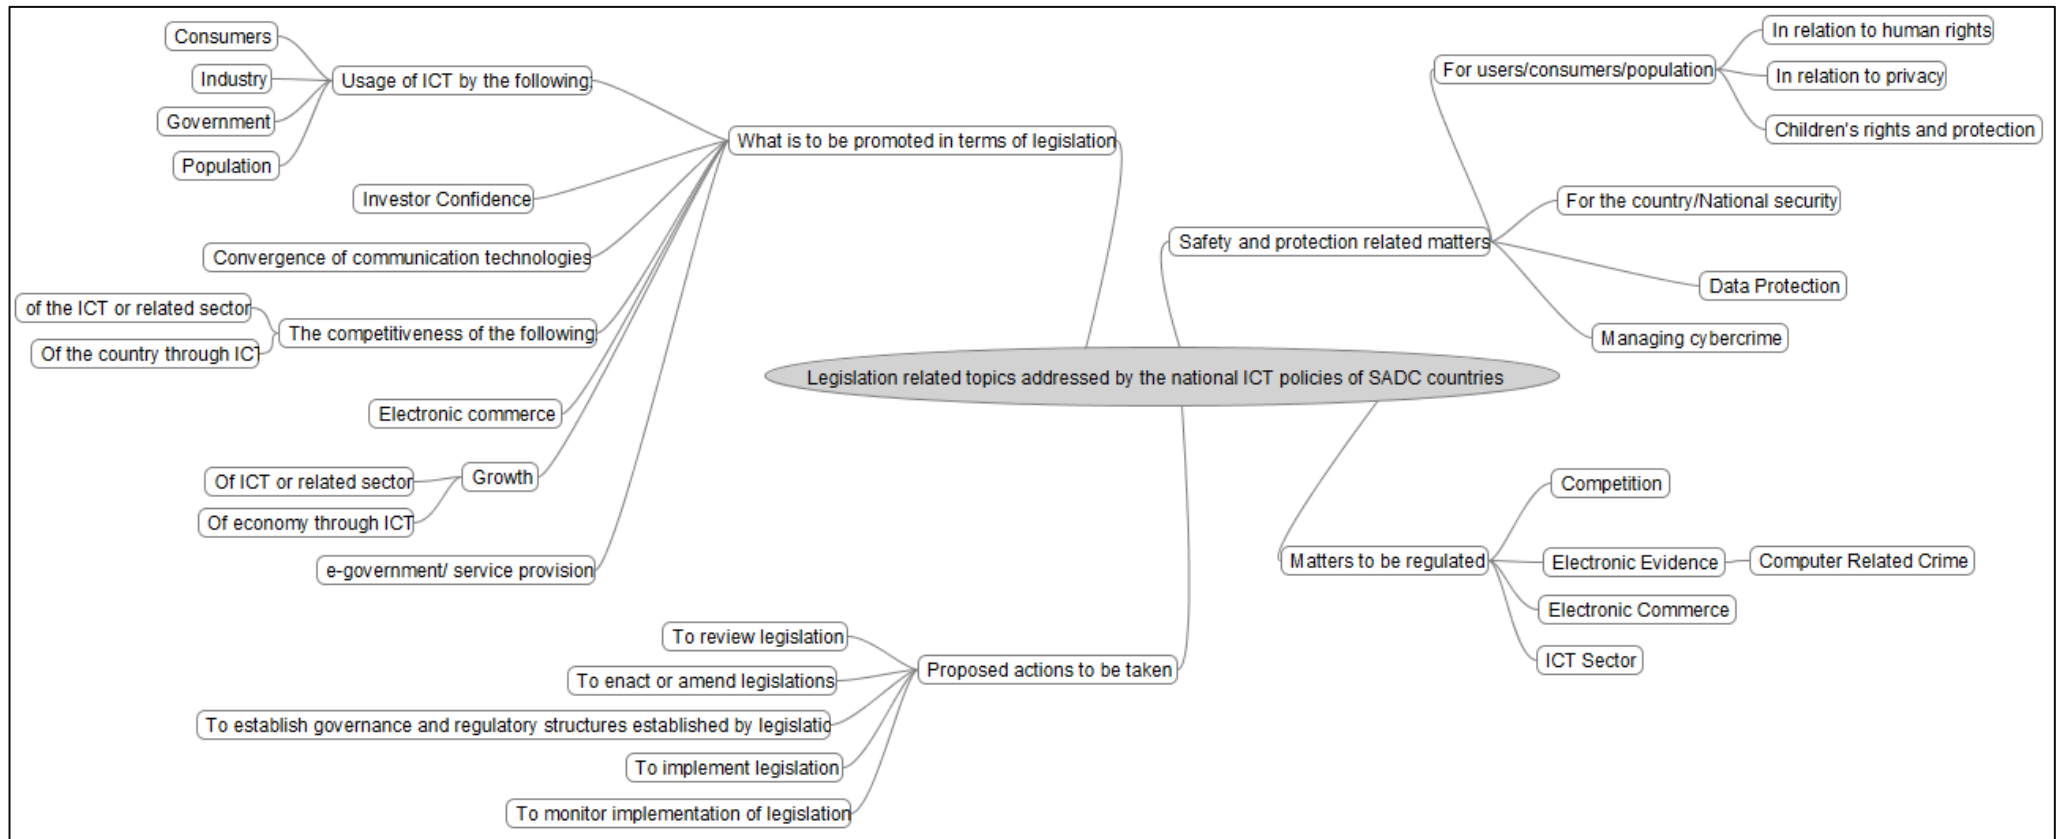 Legislation related topics addressed by the national ICT policies of SADC countries
What is to be promoted in terms of legislation
Usage of ICT by the following:
Consumers
Industry
Government
Population
Investor Confidence
Convergence of communication technologies
The competitiveness of the following
of the ICT or related sector
Of the country through ICT
Electronic commerce
Growth
Of ICT or related sector
Of economy through ICT
e-government/ service provision
Proposed actions to be taken
To review legislation
To enact or amend legislations
To establish governance and regulatory structures established by legislatio
To implement legislation
To monitor implementation of legislation
Safety and protection related matters
For users/consumers/population
In relation to human rights
In relation to privacy
Children's rights and protection
For the country/National security
Data Protection
Managing cybercrime
Matters to be regulated
Competition
Electronic Evidence
Computer Related Crime
Electronic Commerce
ICT Sector